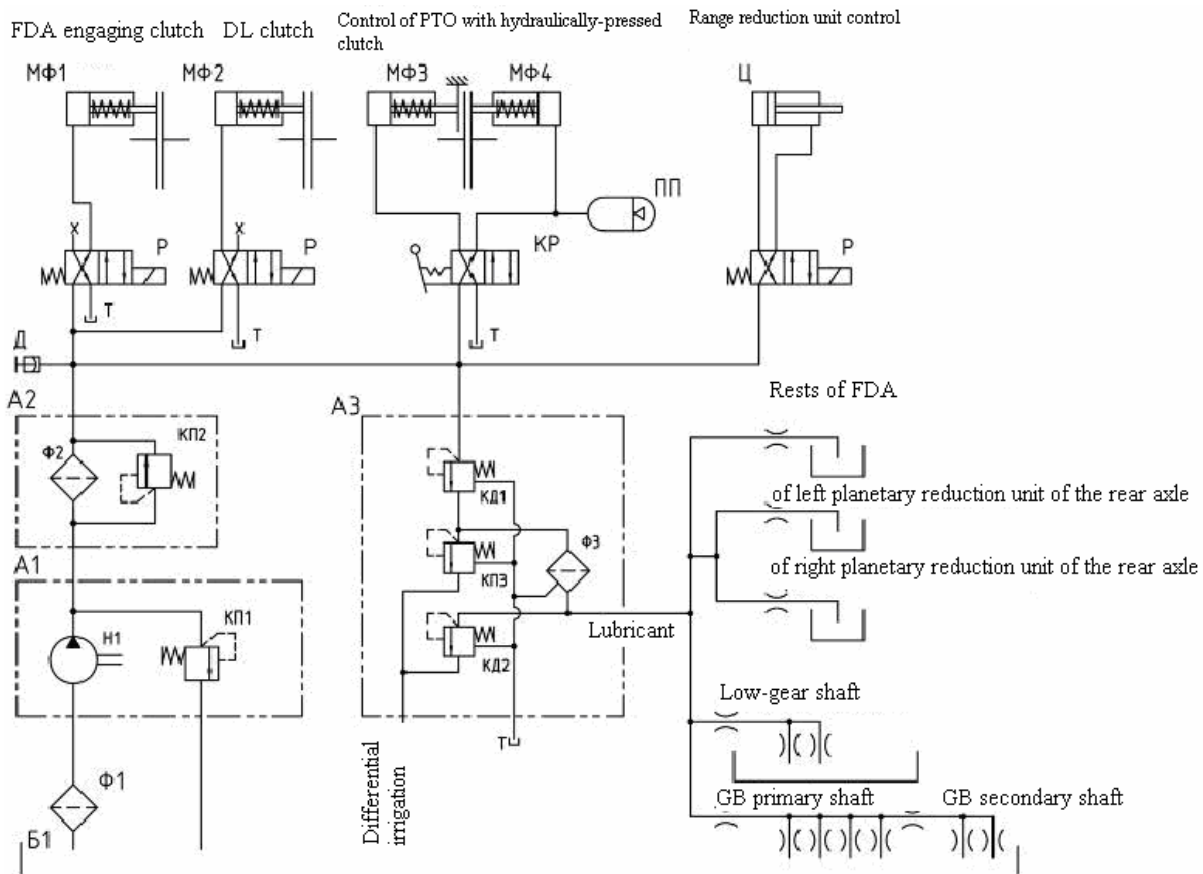 FDA engaging clutch
DL clutch
Control of PTO with hydraulically-pressed
clutch
Range reduction unit control
МФ1
МФ2
МФ3
МФ4
Ц
ПП
X
X
Р
Р
КР
Р
Т
Т
Т
Д
А2
КП2
Ф2
А3
КД1
КП3
Ф3
КД2
Rests of FDA
of left planetary reduction unit of the rear axle
of right planetary reduction unit of the rear axle
А1
КП1
Н1
Lubricant
Low-gear shaft
Т
Differential
irrigation
Ф1
GB primary shaft
GB secondary shaft
Б1